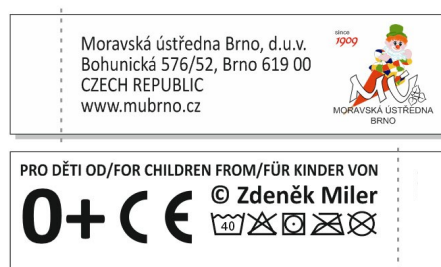 Moravská ústředna Brno, d.u.v.
Bohunická 576/52, Brno 619 00
CZECH REPUBLIC
www.mubrno.cz
since
1909
MÚ
MORAVSKÁ ÚSTŘEDNA
BRNO
PRO DĚTI OD/FOR CHILDREN FROM/FÜR KINDER VON
0+ CE
© Zdeněk Miler
40